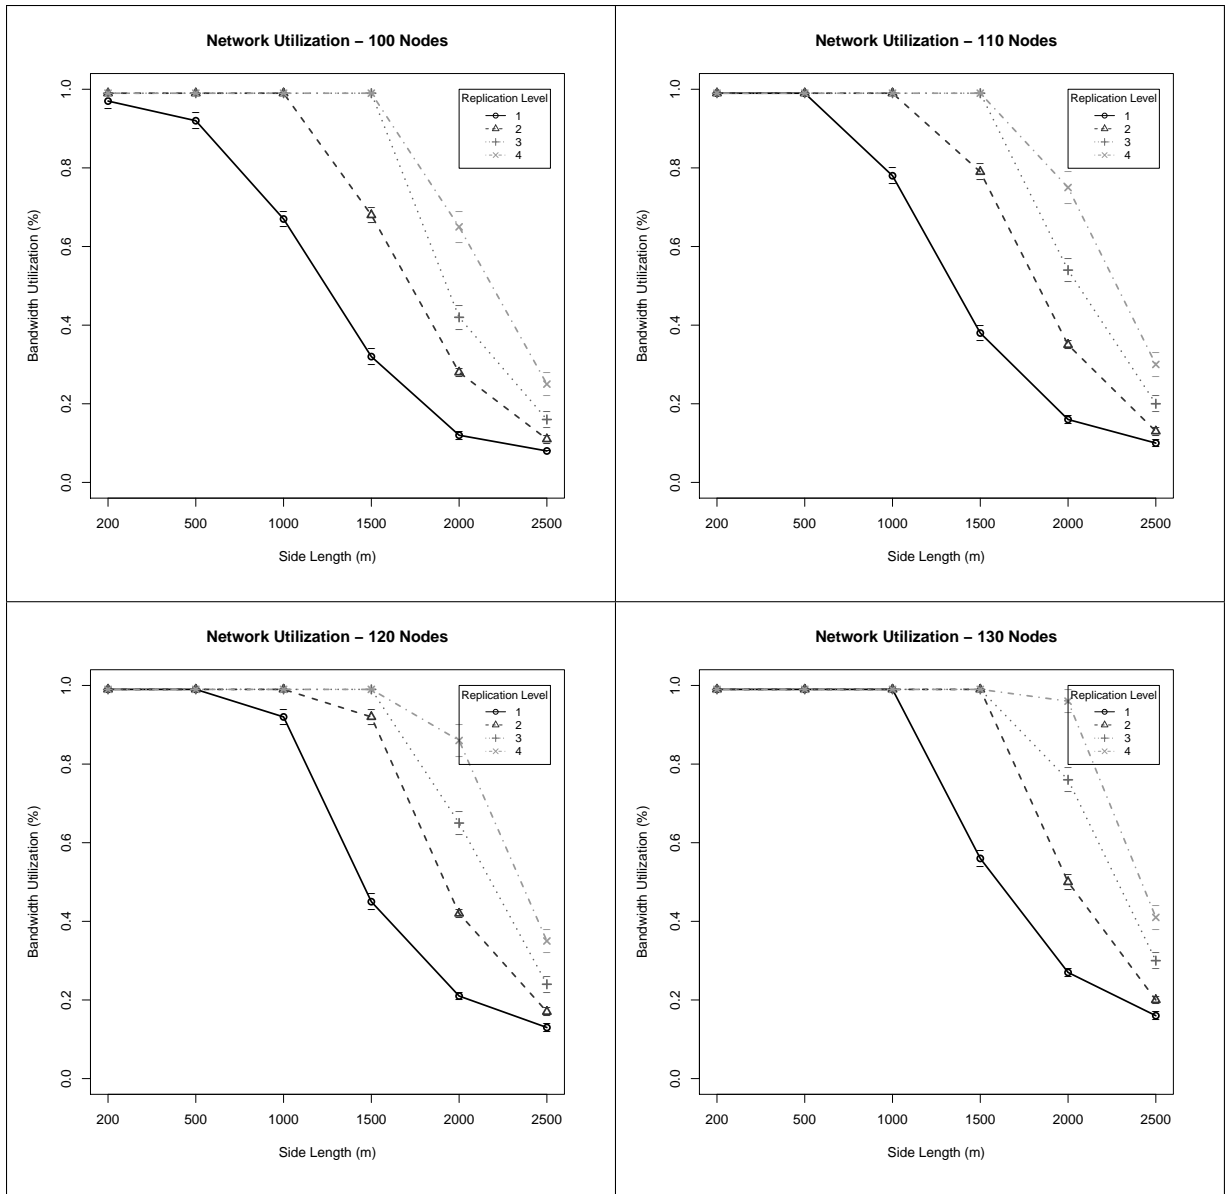 Network Utilization – 100 Nodes
Bandwidth Utilization (%)
1.0
0.8
0.6
0.4
0.2
0.0
Replication Level
1
2
3
4
200 500 1000 1500 2000 2500
Side Length (m)
Network Utilization – 110 Nodes
Bandwidth Utilization (%)
1.0
0.8
0.6
0.4
0.2
0.0
Replication Level
1
2
3
4
200 500 1000 1500 2000 2500
Side Length (m)
Network Utilization – 120 Nodes
Bandwidth Utilization (%)
1.0
0.8
0.6
0.4
0.2
0.0
Replication Level
1
2
3
4
200 500 1000 1500 2000 2500
Side Length (m)
Network Utilization – 130 Nodes
Bandwidth Utilization (%)
1.0
0.8
0.6
0.4
0.2
0.0
Replication Level
1
2
3
4
200 500 1000 1500 2000 2500
Side Length (m)